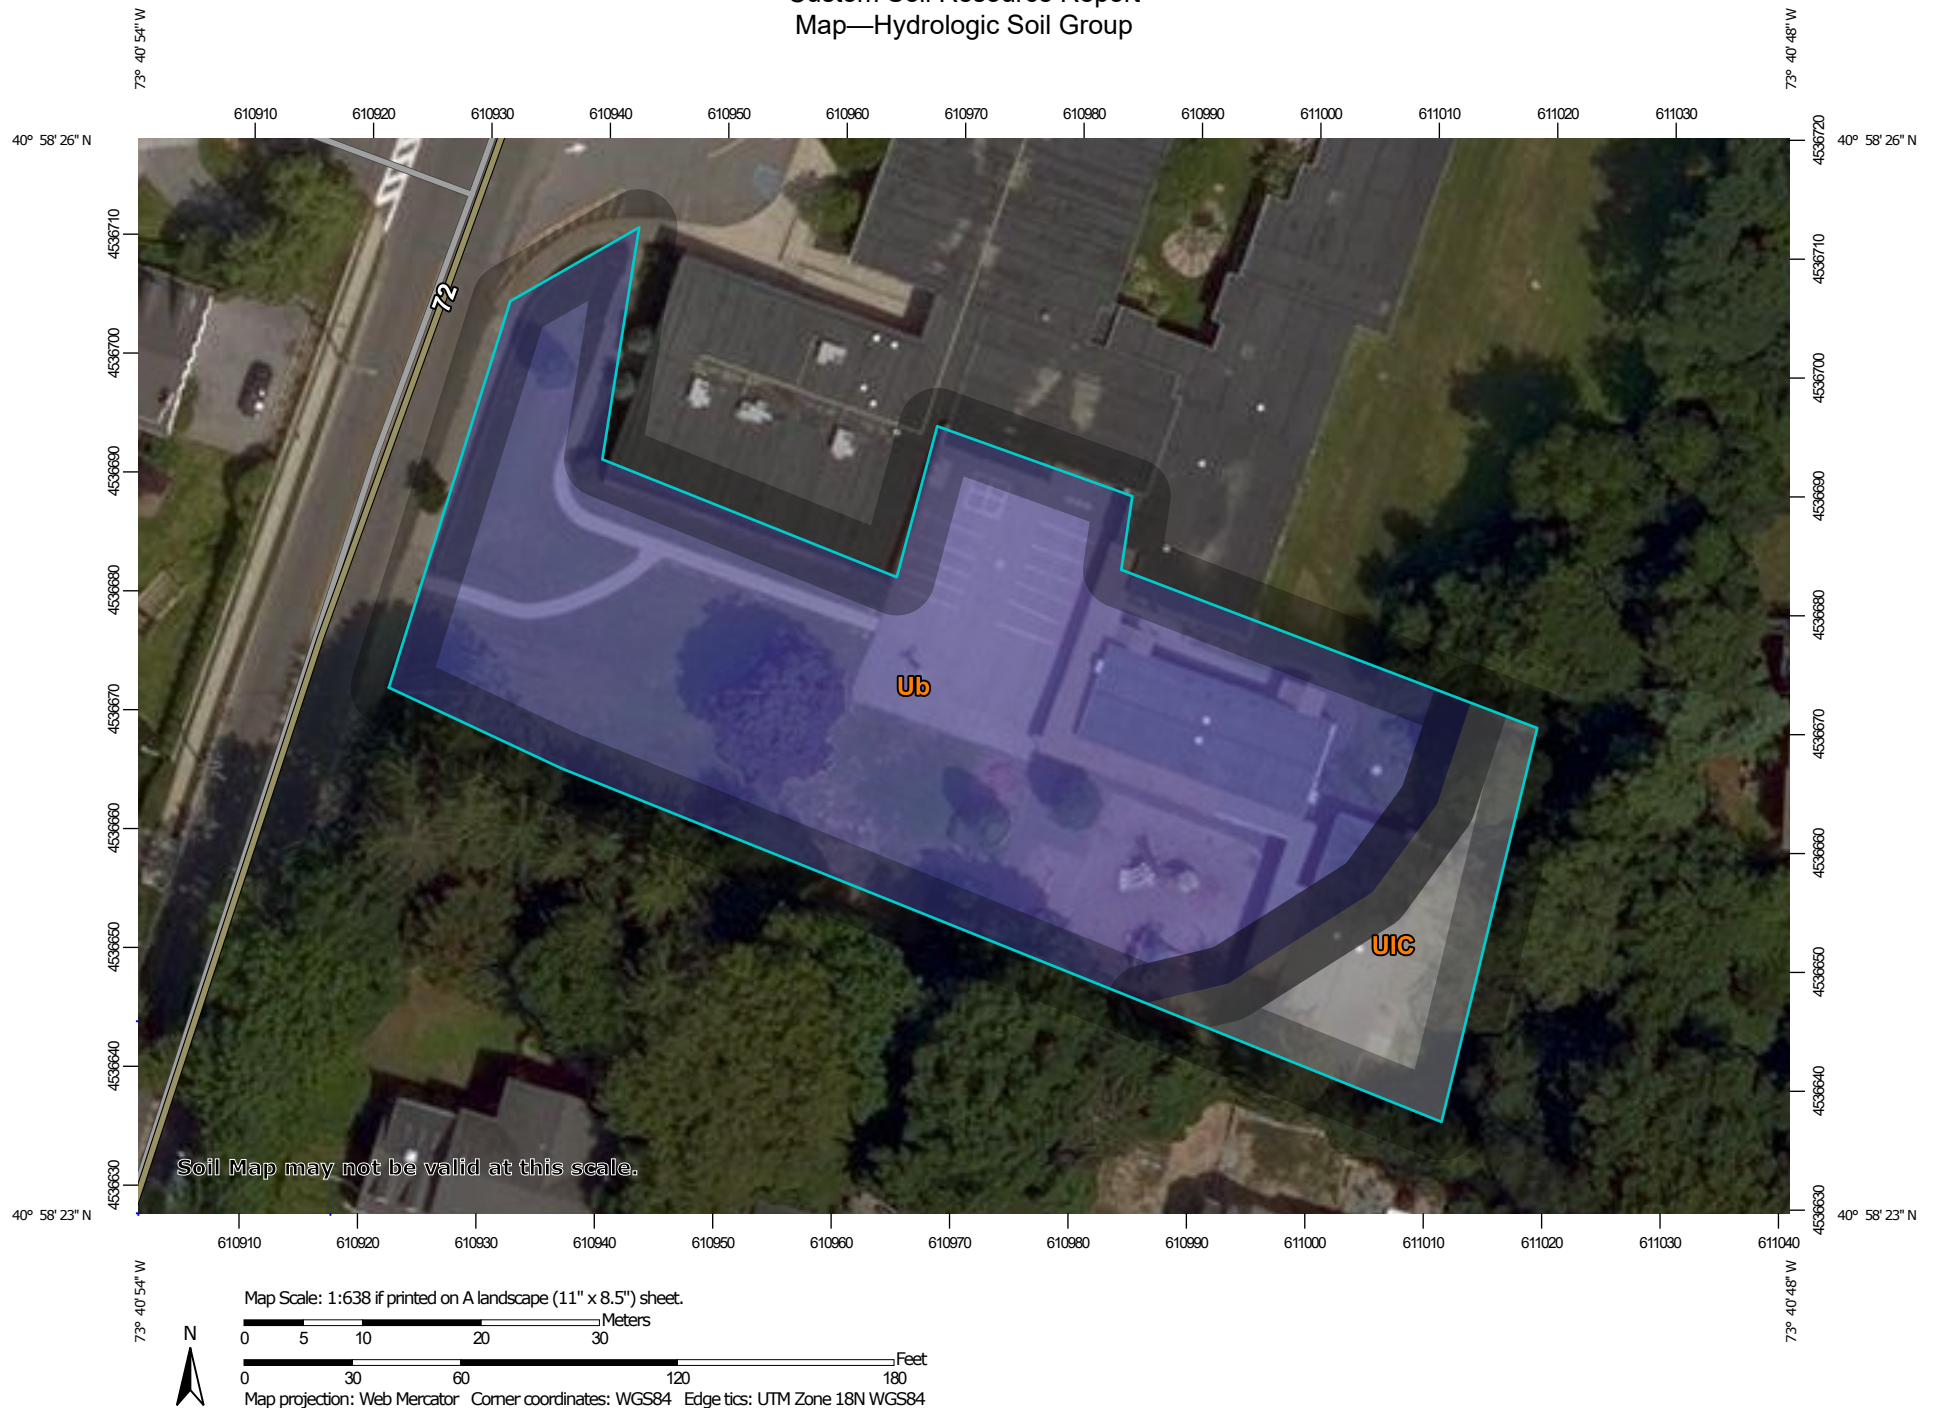 Custom Soil Resource Report
Map—Hydrologic Soil Group
73° 40' 54" W
73° 40' 48" W
610910 610920 610930 610940 610950 610960 610970 610980 610990 611000 611010 611020 611030
40° 58' 26" N
40° 58' 26" N
4536710
4536700
4536690
4536680
4536670
4536660
4536650
4536640
4536630
4536720
4536710
4536700
4536690
4536680
4536670
4536660
4536650
4536640
4536630
72
Ub
UlC
Soil Map may not be valid at this scale.
40° 58' 23" N
40° 58' 23" N
610910 610920 610930 610940 610950 610960 610970 610980 610990 611000 611010 611020 611030 611040
73° 40' 54" W
73° 40' 48" W
Map Scale: 1:638 if printed on A landscape (11" x 8.5") sheet.
Meters
0 5 10 20 30
N
Feet
0 30 60 120 180
Map projection: Web Mercator Corner coordinates: WGS84 Edge tics: UTM Zone 18N WGS84